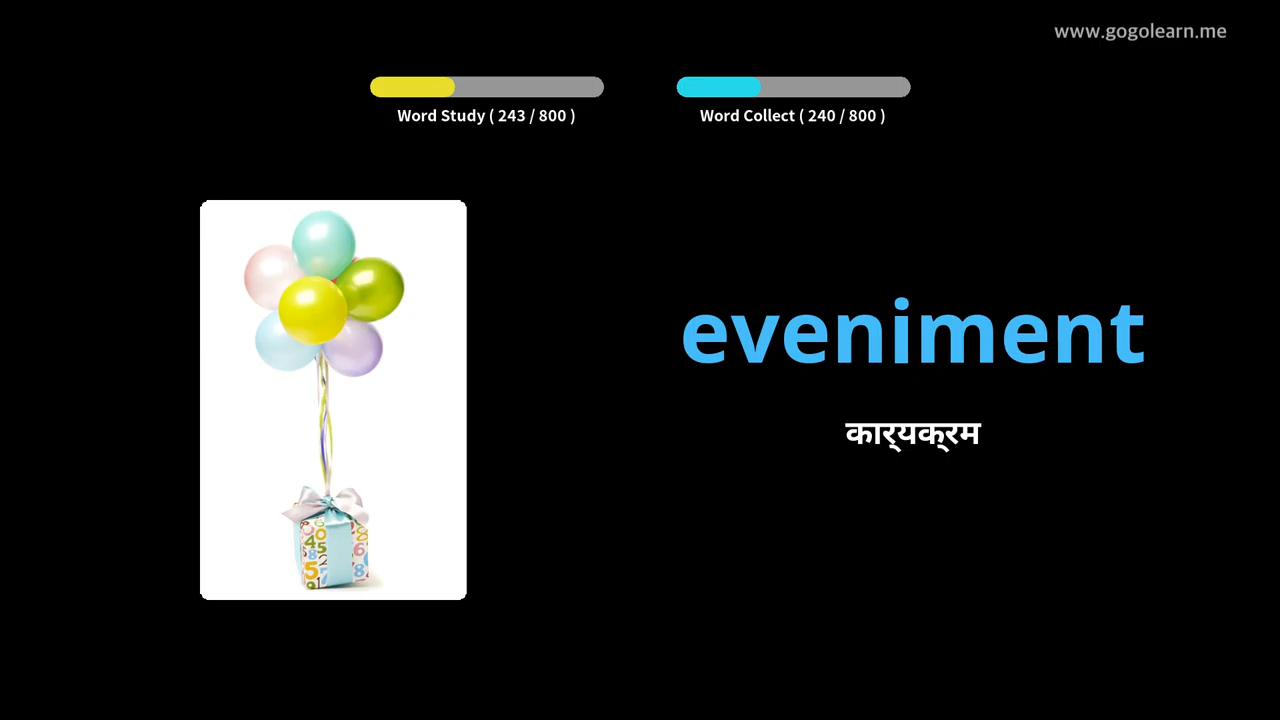 www.gogolearn.me
Word Study ( 243 / 800 )
Word Collect ( 240 / 800 )
eveniment
कार्यक्रम